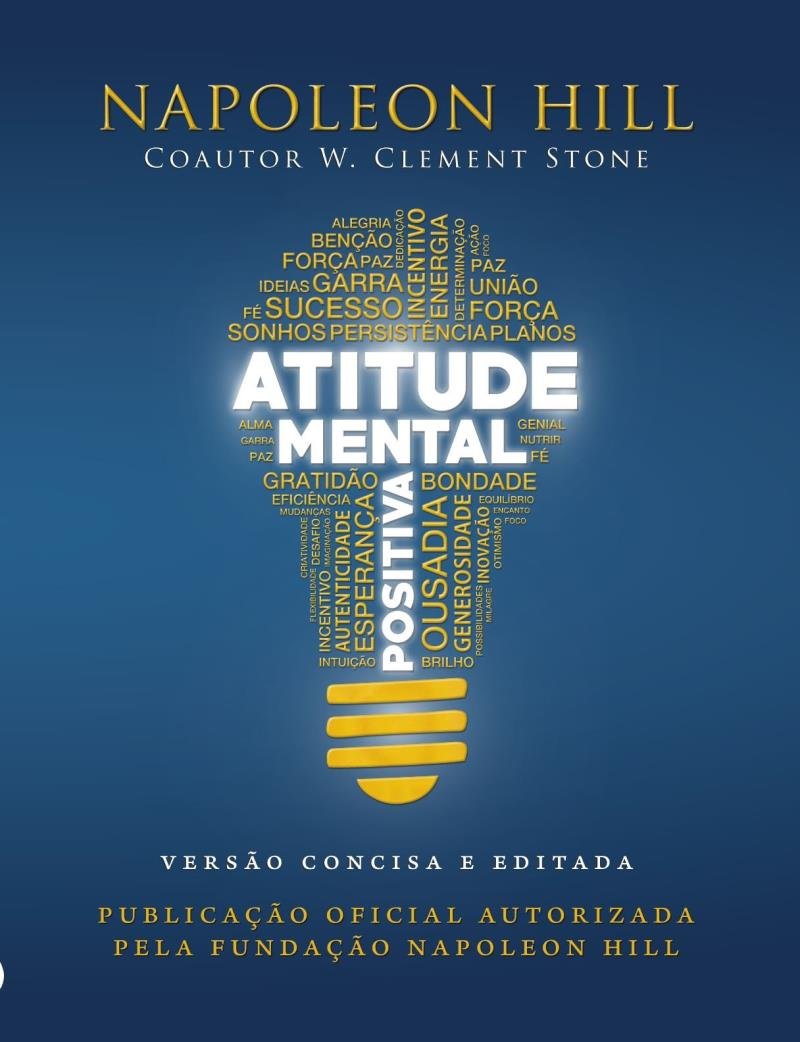 NAPOLEON HILL
COAUTOR W. CLEMENT STONE
ALEGRIA
DEDICAÇÃO
INCENTIVO
ENERGIA
DETERMINAÇÃO
AÇÃO
FOCO
BENÇÃO
FORÇA PAZ
PAZ
IDEIAS GARRA
UNIÃO
FÉ SUCESSO
FORÇA
SONHOS PERSISTÊNCIA PLANOS
ATITUDE
ALMA
GENIAL
GARRA
MENTAL
NUTRIR
PAZ
FÉ
GRATIDÃO
POSITIVA
BONDADE
EFICIÊNCIA
EQUILÍBRIO
MUDANÇAS
ENCANTO
FOCO
CRIATIVIDADE
DESAFIO
IMAGINAÇÃO
AUTENTICIDADE
ESPERANÇA
OUSADIA
GENEROSIDADE
INOVAÇÃO
OTIMISMO
FLEXIBILIDADE
INCENTIVO
POSSIBILIDADES
MILAGRE
INTUIÇÃO
BRILHO
VERSÃO CONCISA E EDITADA
PUBLICAÇÃO OFICIAL AUTORIZADA
PELA FUNDAÇÃO NAPOLEON HILL